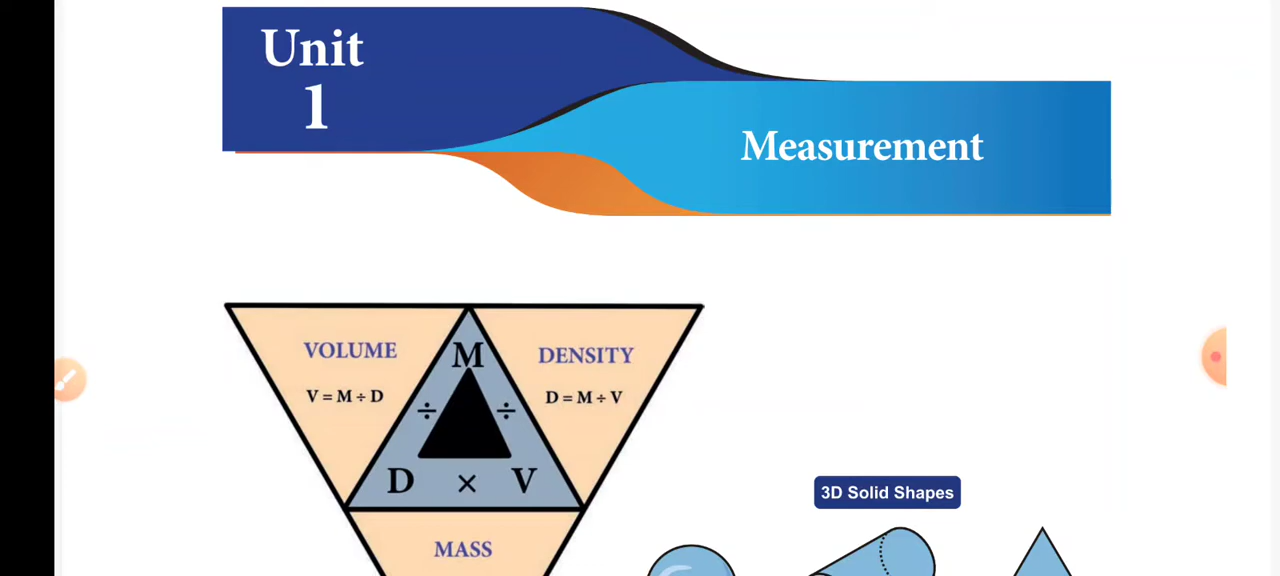 Unit
1
Measurement
VOLUME
V = M ÷ D
M
DENSITY
D = M ÷ V
÷ ÷
D × V
MASS
3D Solid Shapes